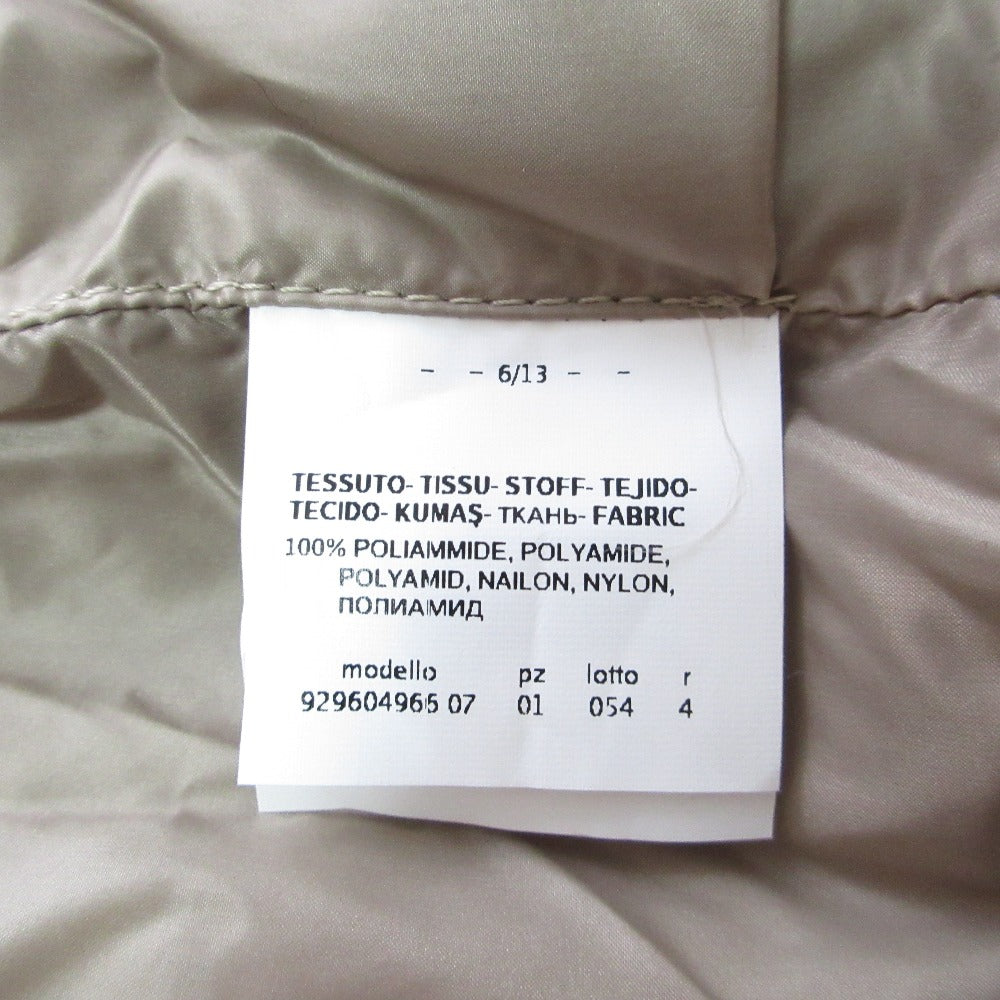 - - 6/13 - -
TESSUTO- TISSU- STOFF- TEJIDO-
TECIDO- KUMAŞ- ТКАНЬ- FABRIC
100% POLIAMMIDE, POLYAMIDE,
POLYAMID, NAILON, NYLON,
ПОЛИАМИД
modello pz lotto r
929604966 07 01 054 4